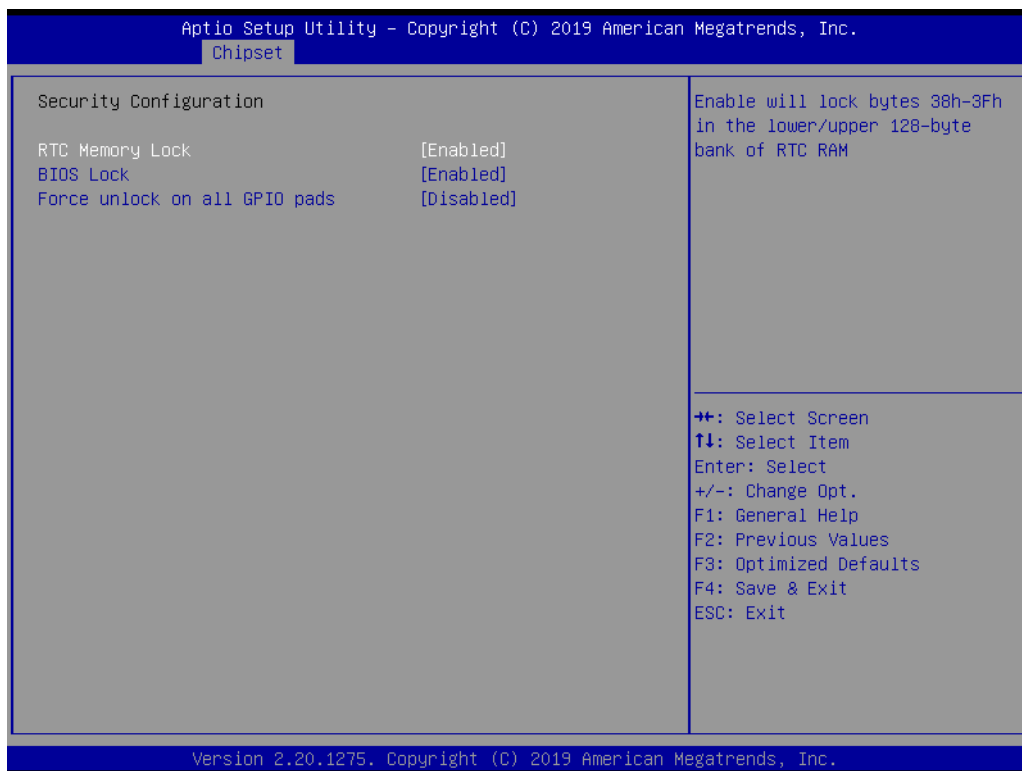 Aptio Setup Utility – Copyright (C) 2019 American Megatrends, Inc.
Chipset
Security Configuration
RTC Memory Lock [Enabled]
BIOS Lock [Enabled]
Force unlock on all GPIO pads [Disabled]
Enable will lock bytes 38h-3Fh
in the lower/upper 128-byte
bank of RTC RAM
→←: Select Screen
↑↓: Select Item
Enter: Select
+/-: Change Opt.
F1: General Help
F2: Previous Values
F3: Optimized Defaults
F4: Save & Exit
ESC: Exit
Version 2.20.1275. Copyright (C) 2019 American Megatrends, Inc.